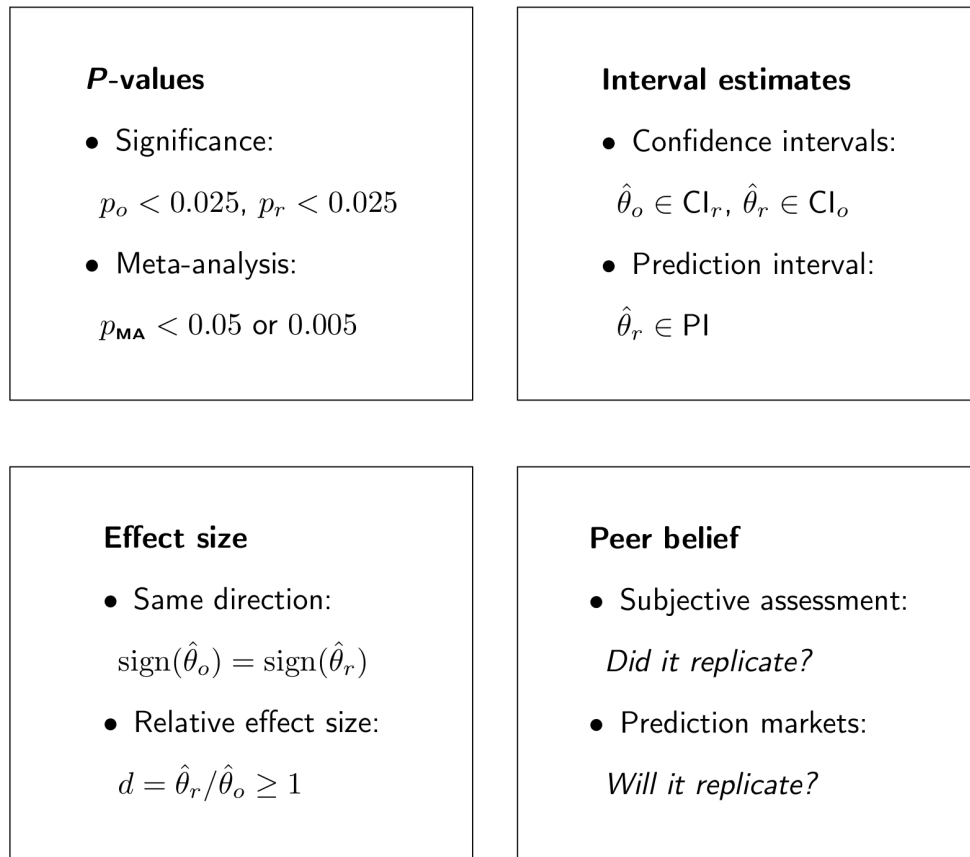 P-values
• Significance:
p_o < 0.025, p_r < 0.025
• Meta-analysis:
p_MA < 0.05 or 0.005
Interval estimates
• Confidence intervals:
θ̂_o ∈ CI_r, θ̂_r ∈ CI_o
• Prediction interval:
θ̂_r ∈ PI
Effect size
• Same direction:
sign(θ̂_o) = sign(θ̂_r)
• Relative effect size:
d = θ̂_r/θ̂_o ≥ 1
Peer belief
• Subjective assessment:
Did it replicate?
• Prediction markets:
Will it replicate?